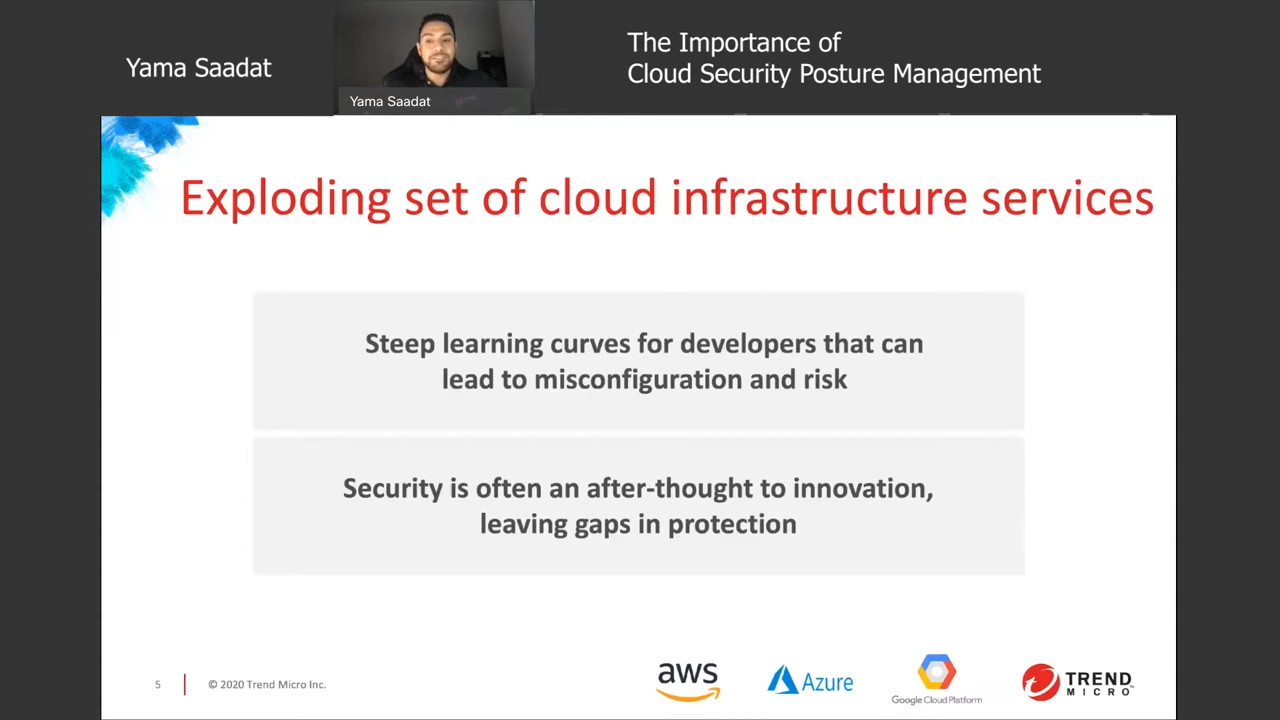 Yama Saadat
Yama Saadat
The Importance of
Cloud Security Posture Management
Exploding set of cloud infrastructure services
Steep learning curves for developers that can
lead to misconfiguration and risk
Security is often an after-thought to innovation,
leaving gaps in protection
5
© 2020 Trend Micro Inc.
aws
Azure
Google Cloud Platform
TREND
MICRO™